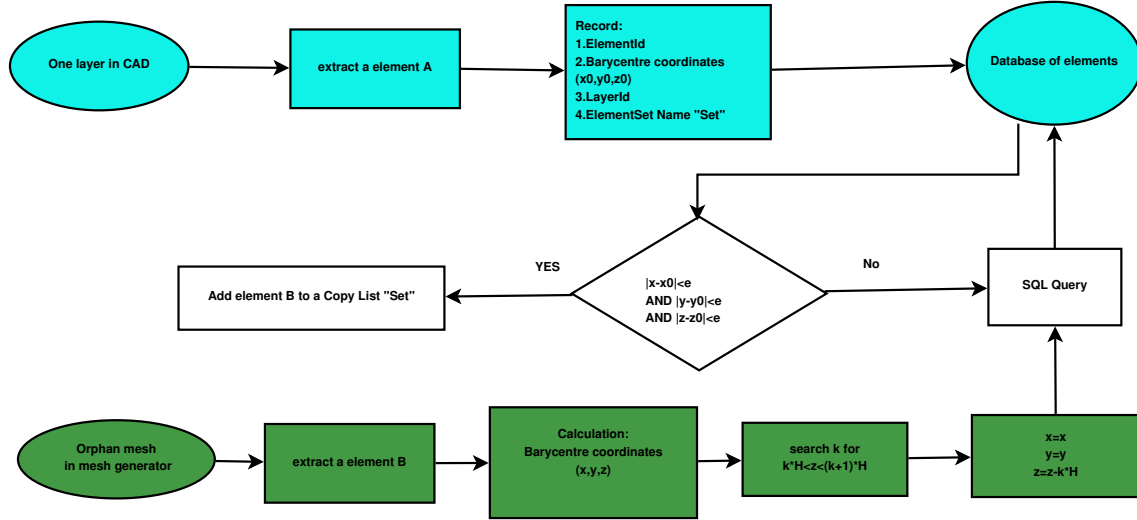 One layer in CAD
extract a element A
Record:
1.ElementId
2.Barycentre coordinates
(x0,y0,z0)
3.LayerId
4.ElementSet Name "Set"
Database of elements
YES
No
Add element B to a Copy List "Set"
|x-x0|<e
AND |y-y0|<e
AND |z-z0|<e
SQL Query
Orphan mesh
in mesh generator
extract a element B
Calculation:
Barycentre coordinates
(x,y,z)
search k for
k*H<z<(k+1)*H
x=x
y=y
z=z-k*H